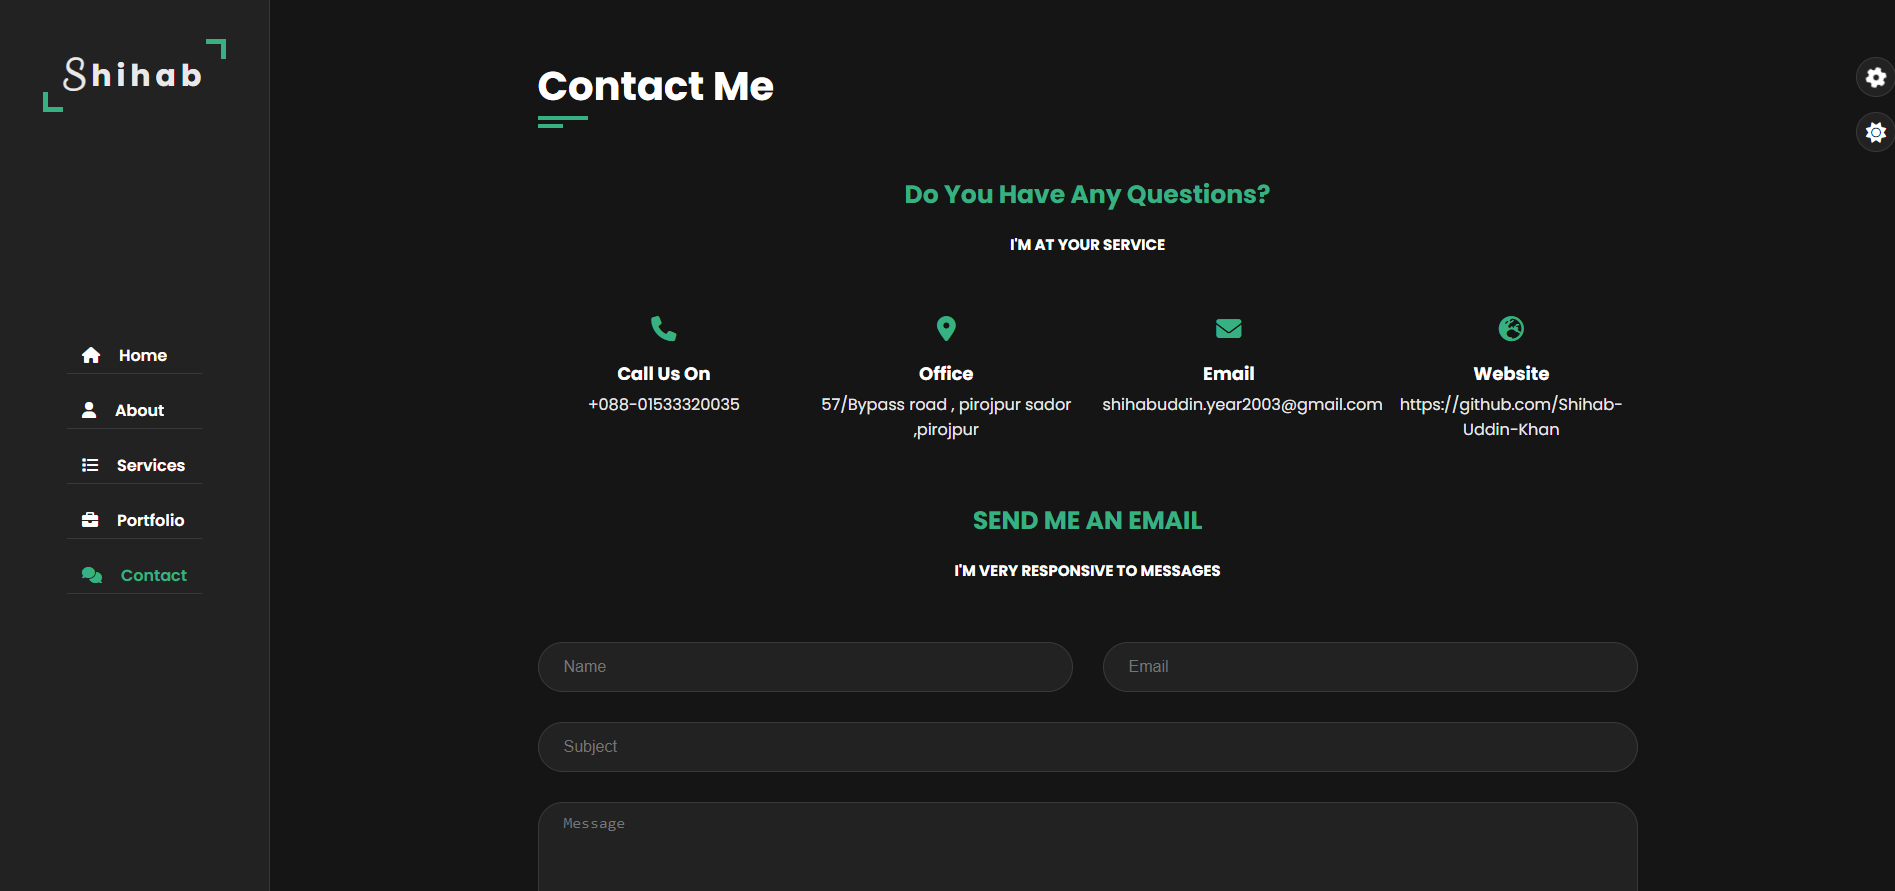 Shihab
Home
About
Services
Portfolio
Contact
Contact Me
Do You Have Any Questions?
I'M AT YOUR SERVICE
Call Us On
+088-01533320035
Office
57/Bypass road , pirojpur sador
,pirojpur
Email
shihabuddin.year2003@gmail.com
Website
https://github.com/Shihab-
Uddin-Khan
SEND ME AN EMAIL
I'M VERY RESPONSIVE TO MESSAGES
Name
Email
Subject
Message